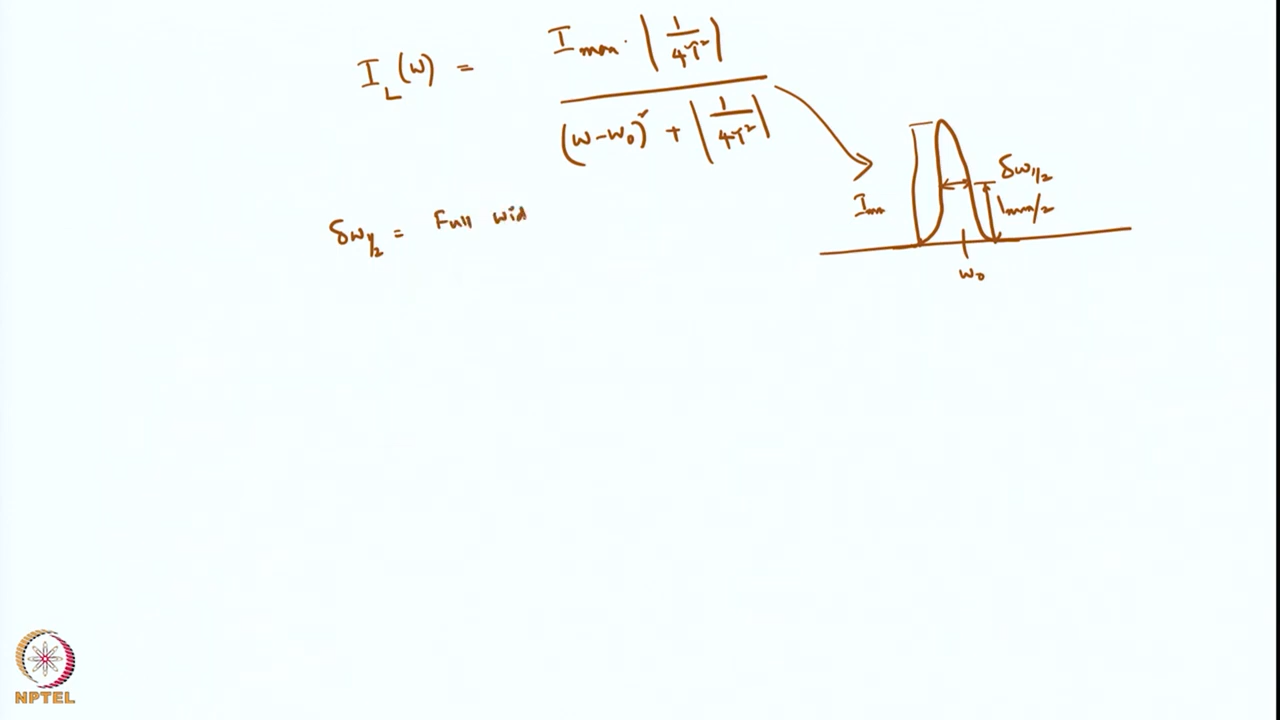 I_L(ω) = I_max · |1/4τ²| / (ω-ω₀)² + |1/4τ²|
δω_1/2
I_max
I_max/2
ω₀
δω_1/2 = Full wid
NPTEL